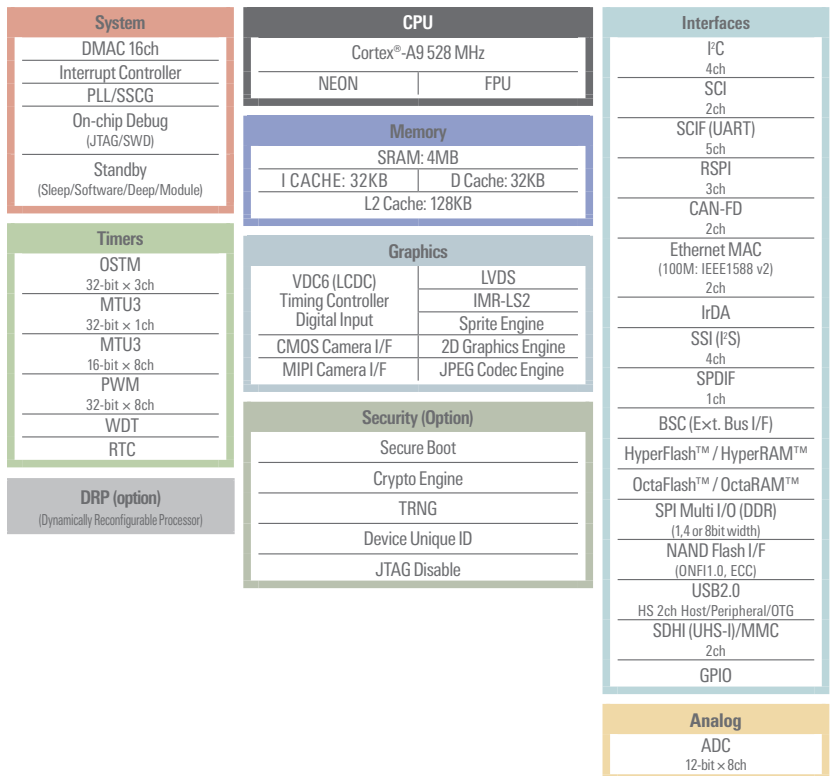 System
DMAC 16ch
Interrupt Controller
PLL/SSCG
On-chip Debug
(JTAG/SWD)
Standby
(Sleep/Software/Deep/Module)
Timers
OSTM
32-bit × 3ch
MTU3
32-bit × 1ch
MTU3
16-bit × 8ch
PWM
32-bit × 8ch
WDT
RTC
DRP (option)
(Dynamically Reconfigurable Processor)
CPU
Cortex®-A9 528 MHz
NEON FPU
Memory
SRAM: 4MB
I CACHE: 32KB D Cache: 32KB
L2 Cache: 128KB
Graphics
VDC6 (LCDC)
Timing Controller
Digital Input
LVDS
IMR-LS2
Sprite Engine
CMOS Camera I/F 2D Graphics Engine
MIPI Camera I/F JPEG Codec Engine
Security (Option)
Secure Boot
Crypto Engine
TRNG
Device Unique ID
JTAG Disable
Interfaces
I²C
4ch
SCI
2ch
SCIF (UART)
5ch
RSPI
3ch
CAN-FD
2ch
Ethernet MAC
(100M: IEEE1588 v2)
2ch
IrDA
SSI (I²S)
4ch
SPDIF
1ch
BSC (E×t. Bus I/F)
HyperFlash™ / HyperRAM™
OctaFlash™ / OctaRAM™
SPI Multi I/O (DDR)
(1,4 or 8bit width)
NAND Flash I/F
(ONFI1.0, ECC)
USB2.0
HS 2ch Host/Peripheral/OTG
SDHI (UHS-I)/MMC
2ch
GPIO
Analog
ADC
12-bit × 8ch